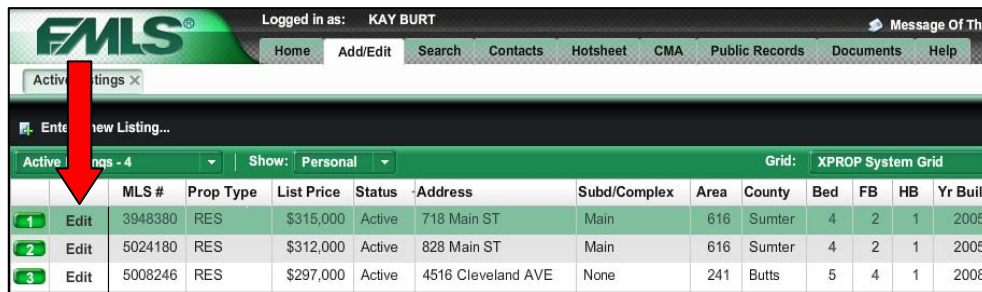 FMLS®
Logged in as: KAY BURT Message Of Th
Home Add/Edit Search Contacts Hotsheet CMA Public Records Documents Help
Active tings ×
Ente new Listing...
Active ngs - 4 Show: Personal Grid: XPROP System Grid
MLS # Prop Type List Price Status Address Subd/Complex Area County Bed FB HB Yr Buil
1 Edit 3948380 RES $315,000 Active 718 Main ST Main 616 Sumter 4 2 1 2005
2 Edit 5024180 RES $312,000 Active 828 Main ST Main 616 Sumter 4 2 1 2005
3 Edit 5008246 RES $297,000 Active 4516 Cleveland AVE None 241 Butts 5 4 1 2008